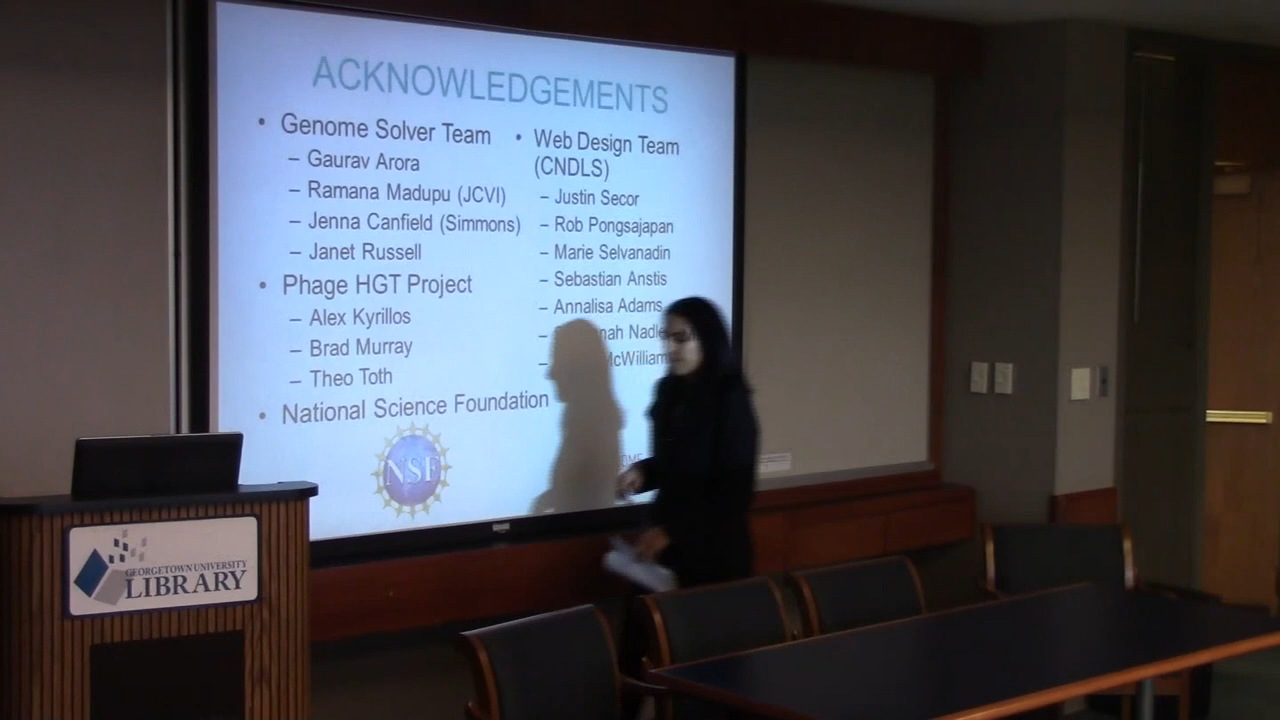 ACKNOWLEDGEMENTS
• Genome Solver Team
– Gaurav Arora
– Ramana Madupu (JCVI)
– Jenna Canfield (Simmons)
– Janet Russell
• Phage HGT Project
– Alex Kyrillos
– Brad Murray
– Theo Toth
• National Science Foundation
NSF
• Web Design Team
(CNDLS)
– Justin Secor
– Rob Pongsajapan
– Marie Selvanadin
– Sebastian Anstis
– Annalisa Adams
GEORGETOWN UNIVERSITY
LIBRARY